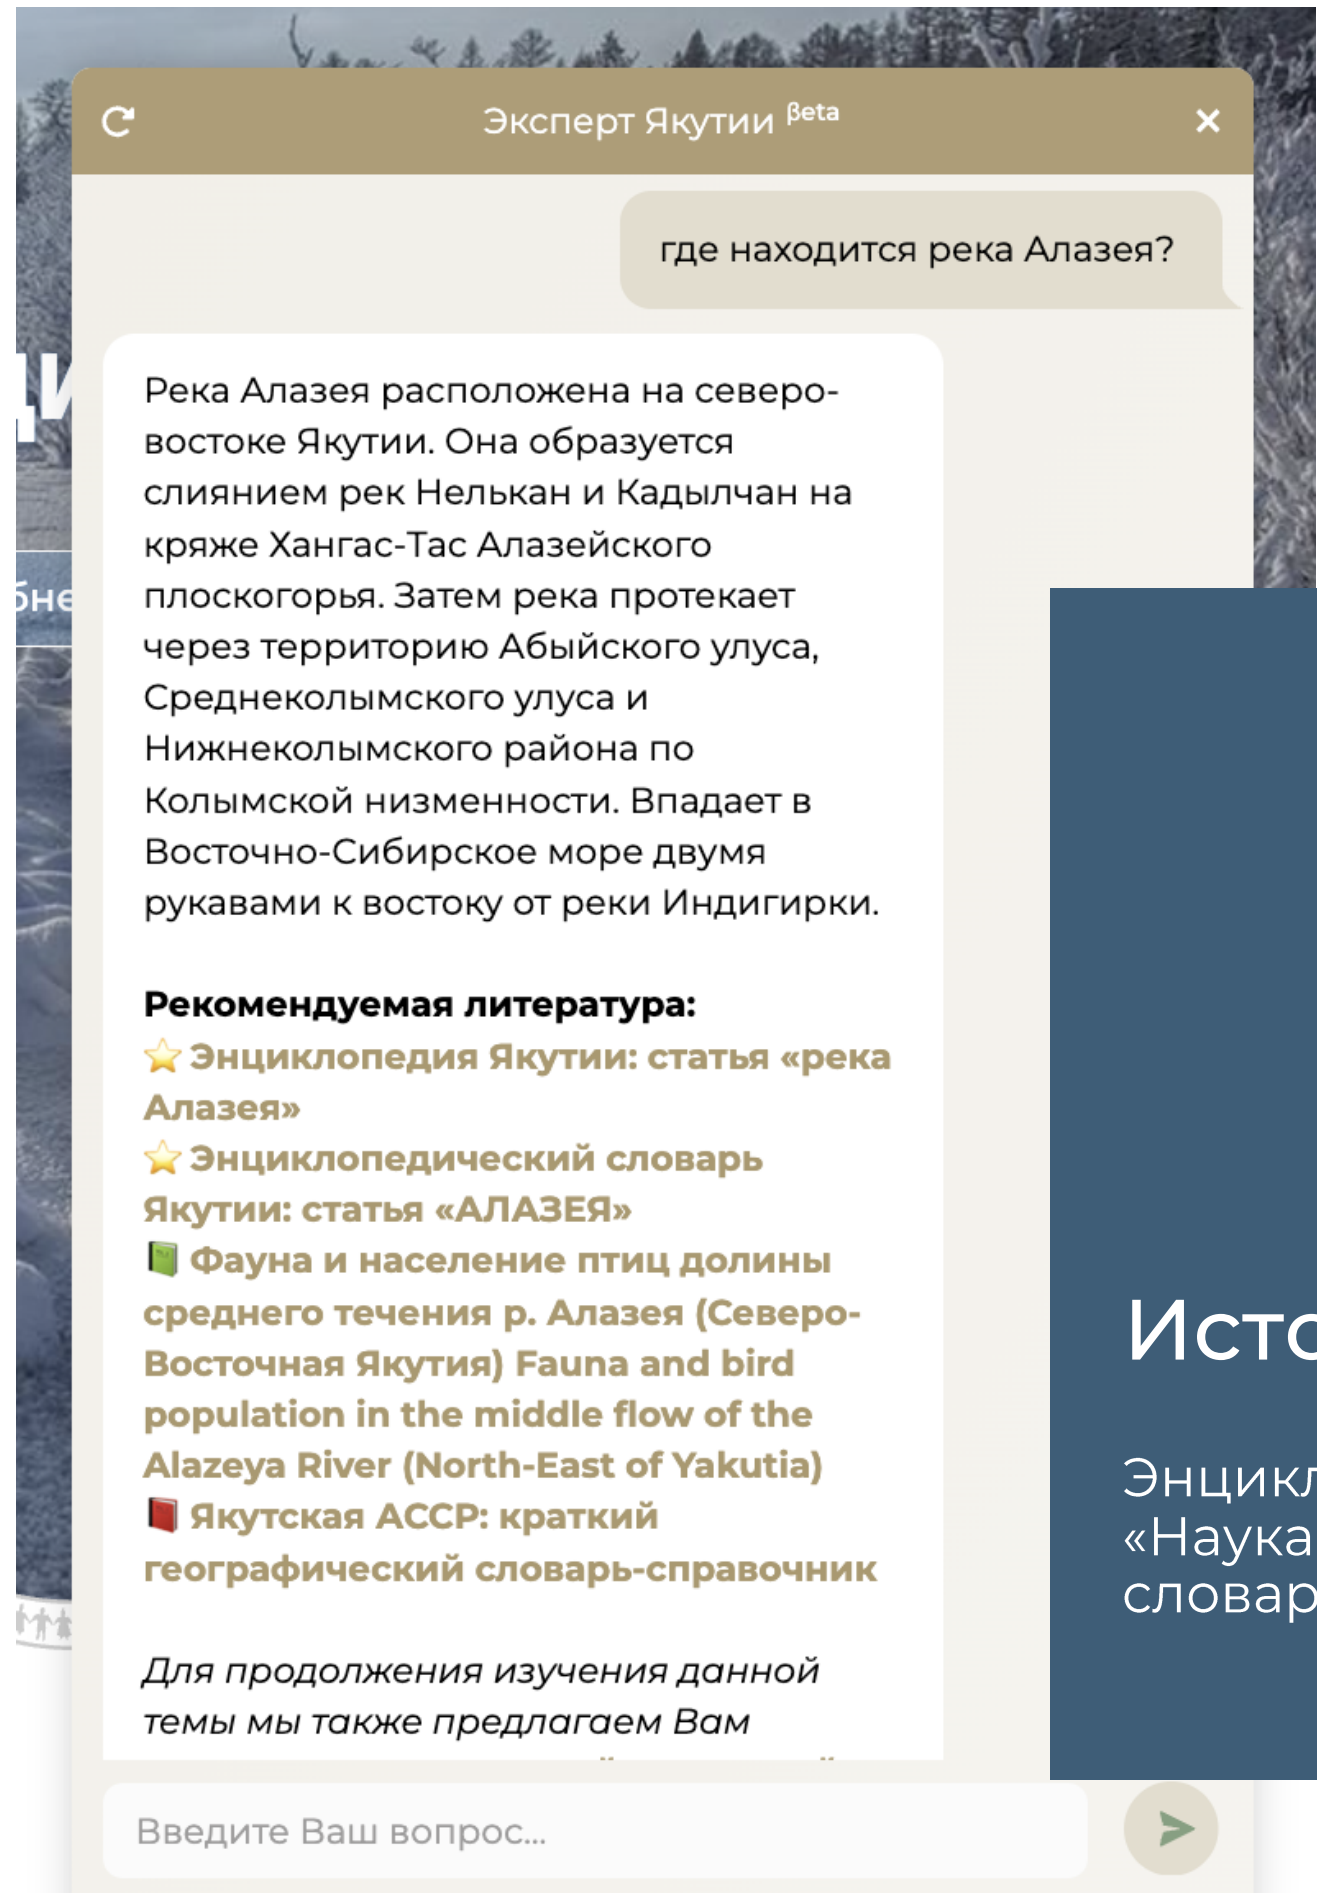 Эксперт Якутии βeta
где находится река Алазея?
Река Алазея расположена на северо-
востоке Якутии. Она образуется
слиянием рек Нелькан и Кадылчан на
кряже Хангас-Тас Алазейского
плоскогорья. Затем река протекает
через территорию Абыйского улуса,
Среднеколымского улуса и
Нижнеколымского района по
Колымской низменности. Впадает в
Восточно-Сибирское море двумя
рукавами к востоку от реки Индигирки.
Рекомендуемая литература:
⭐ Энциклопедия Якутии: статья «река
Алазея»
⭐ Энциклопедический словарь
Якутии: статья «АЛАЗЕЯ»
📗 Фауна и население птиц долины
среднего течения р. Алазея (Северо-
Восточная Якутия) Fauna and bird
population in the middle flow of the
Alazeya River (North-East of Yakutia)
📕 Якутская АССР: краткий
географический словарь-справочник
Для продолжения изучения данной
темы мы также предлагаем Вам
Введите Ваш вопрос...
«Наука